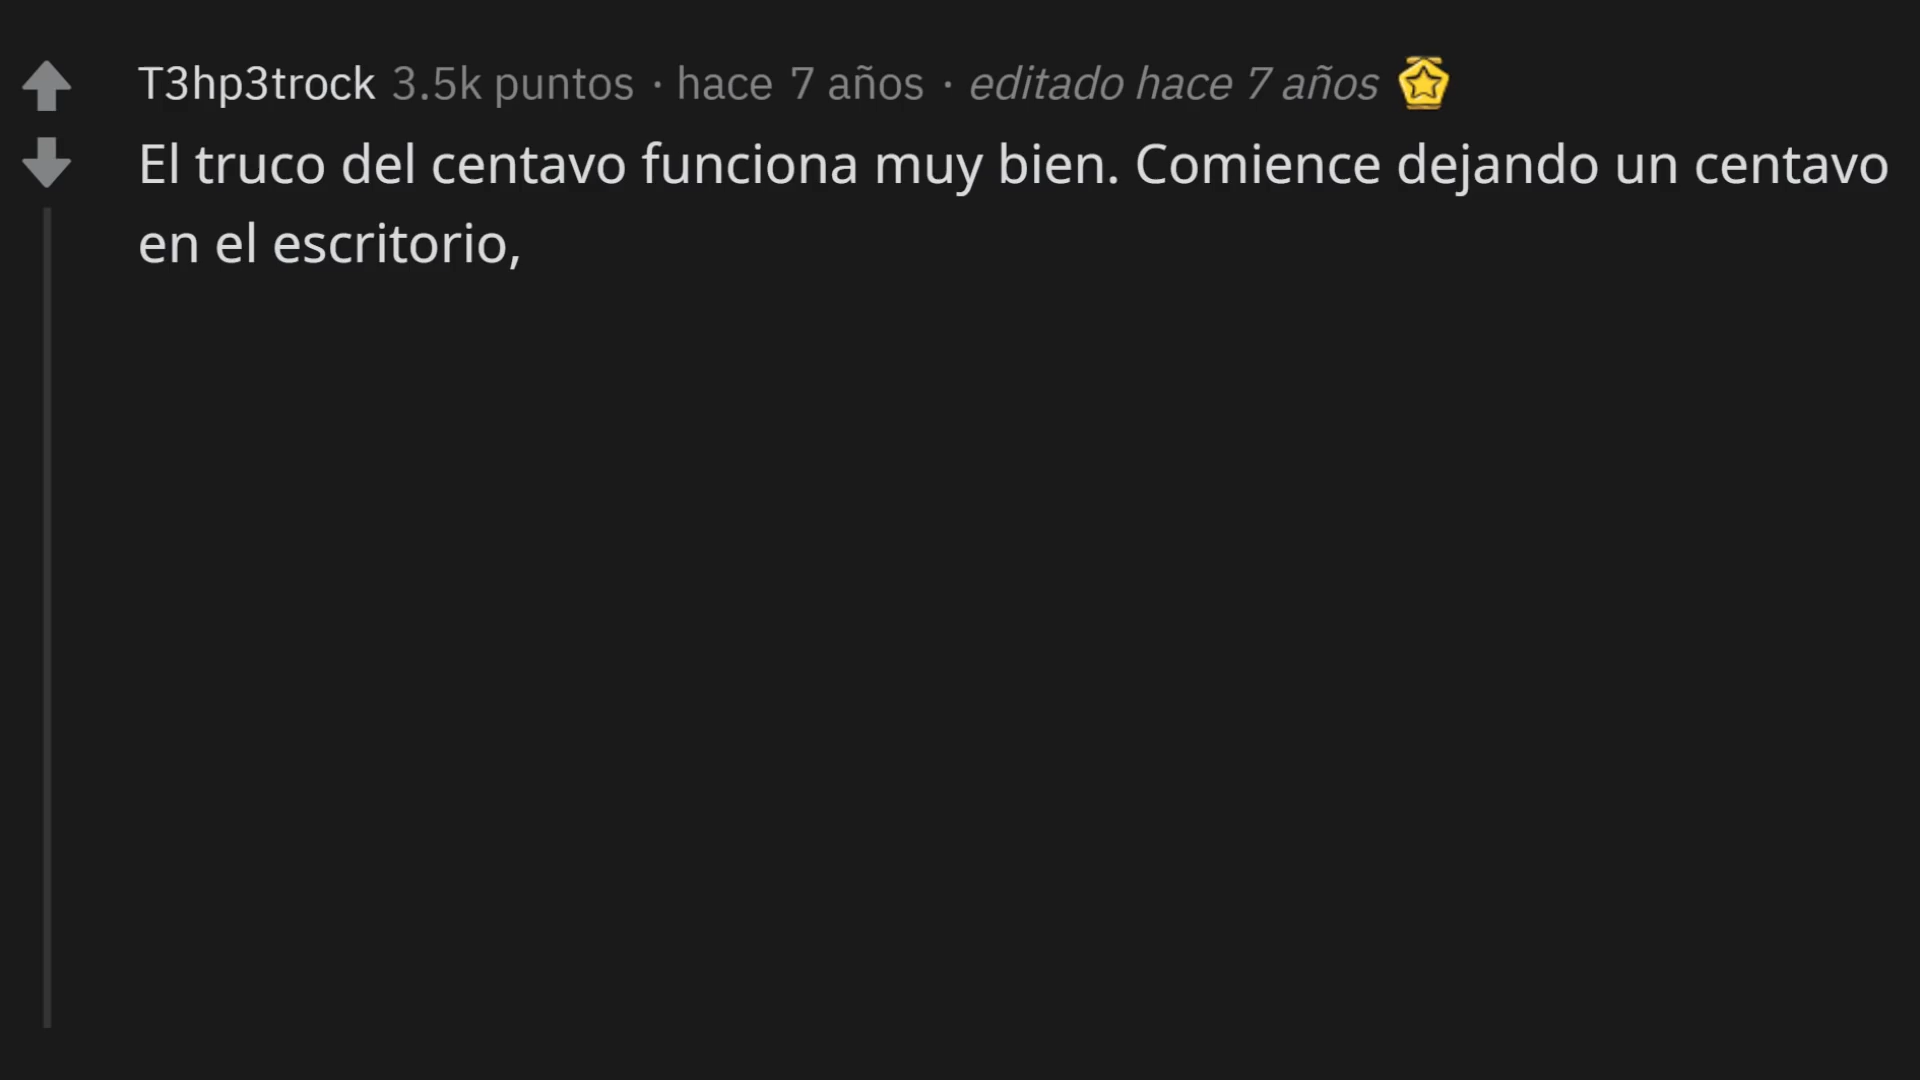 T3hp3trock 3.5k puntos · hace 7 años · editado hace 7 años
El truco del centavo funciona muy bien. Comience dejando un centavo
en el escritorio,